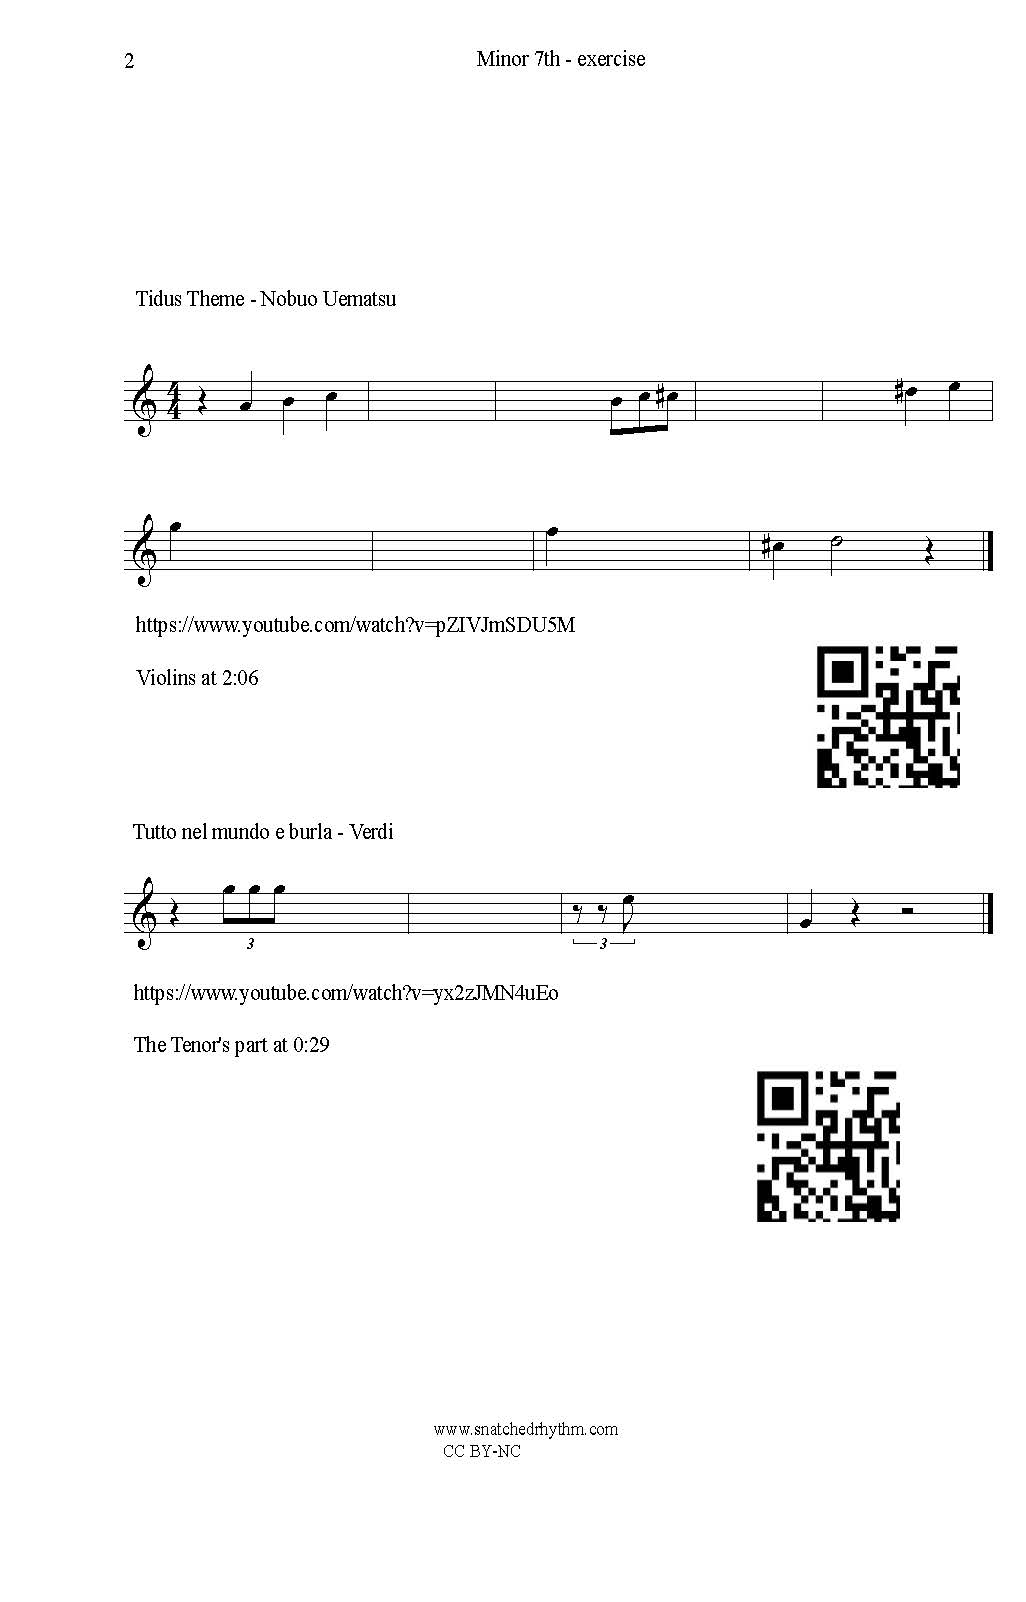 2
Minor 7th - exercise
Tidus Theme - Nobuo Uematsu
4
4
https://www.youtube.com/watch?v=pZIVJmSDU5M
Violins at 2:06
Tutto nel mundo e burla - Verdi
3
3
https://www.youtube.com/watch?v=yx2zJMN4uEo
The Tenor's part at 0:29
www.snatchedrhythm.com
CC BY-NC